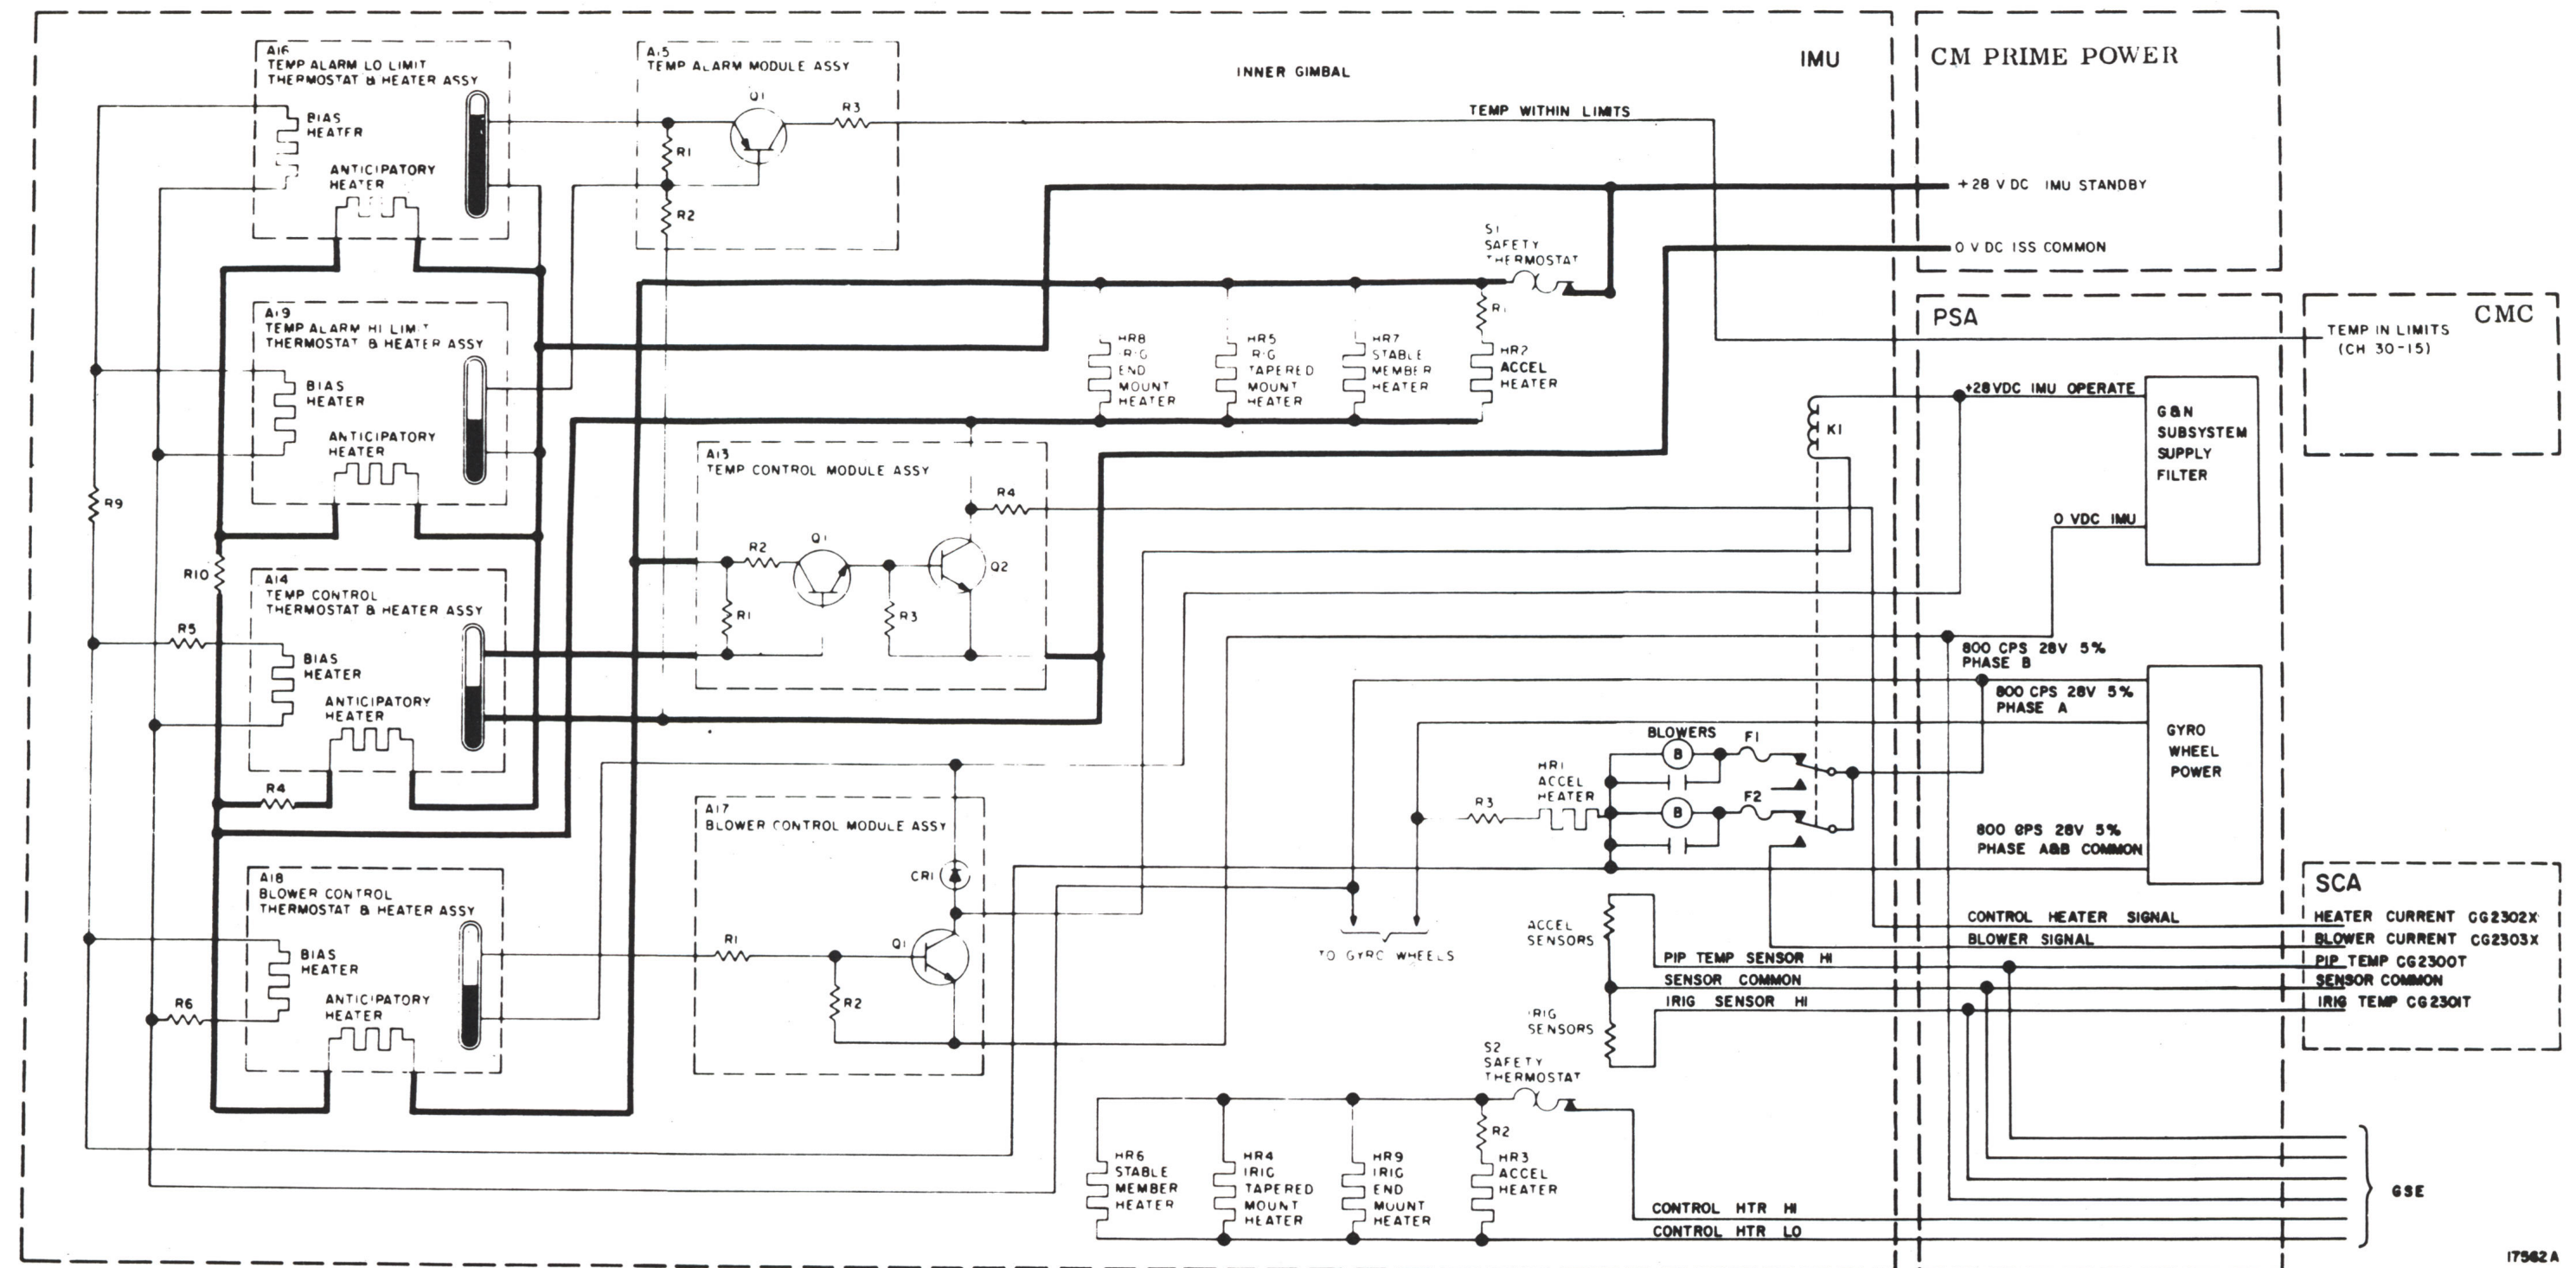 A16
TEMP ALARM LO LIMIT
THERMOSTAT & HEATER ASSY
BIAS
HEATER
ANTICIPATORY
HEATER
A15
TEMP ALARM MODULE ASSY
Q1
R3
R1
R2
INNER GIMBAL
IMU
TEMP WITHIN LIMITS
CM PRIME POWER
+28 V DC IMU STANDBY
0 V DC ISS COMMON
S1
SAFETY
THERMOSTAT
A19
TEMP ALARM HI LIMIT
THERMOSTAT & HEATER ASSY
BIAS
HEATER
ANTICIPATORY
HEATER
R9
R10
HR8
IRIG
END
MOUNT
HEATER
HR5
IRIG
TAPERED
MOUNT
HEATER
HR7
STABLE
MEMBER
HEATER
R1
HR2
ACCEL
HEATER
PSA
CMC
TEMP IN LIMITS
(CH 30-15)
+28VDC IMU OPERATE
G&N
SUBSYSTEM
SUPPLY
FILTER
0 VDC IMU
K1
A13
TEMP CONTROL MODULE ASSY
R4
R2
Q1
Q2
R1
R3
A14
TEMP CONTROL
THERMOSTAT & HEATER ASSY
R5
BIAS
HEATER
ANTICIPATORY
HEATER
R4
800 CPS 28V 5%
PHASE B
800 CPS 28V 5%
PHASE A
GYRO
WHEEL
POWER
800 CPS 28V 5%
PHASE A&B COMMON
BLOWERS
B
F1
B
F2
HR1
ACCEL
HEATER
R3
A17
BLOWER CONTROL MODULE ASSY
CR1
R1
Q1
R2
A18
BLOWER CONTROL
THERMOSTAT & HEATER ASSY
BIAS
HEATER
R6
ANTICIPATORY
HEATER
TO GYRO WHEELS
ACCEL
SENSORS
IRIG
SENSORS
PIP TEMP SENSOR HI
SENSOR COMMON
IRIG SENSOR HI
CONTROL HEATER SIGNAL
BLOWER SIGNAL
SCA
HEATER CURRENT CG2302X
BLOWER CURRENT CG2303X
PIP TEMP CG2300T
SENSOR COMMON
IRIG TEMP CG2301T
S2
SAFETY
THERMOSTAT
HR6
STABLE
MEMBER
HEATER
HR4
IRIG
TAPERED
MOUNT
HEATER
HR9
IRIG
END
MOUNT
HEATER
R2
HR3
ACCEL
HEATER
CONTROL HTR HI
CONTROL HTR LO
GSE
17562A